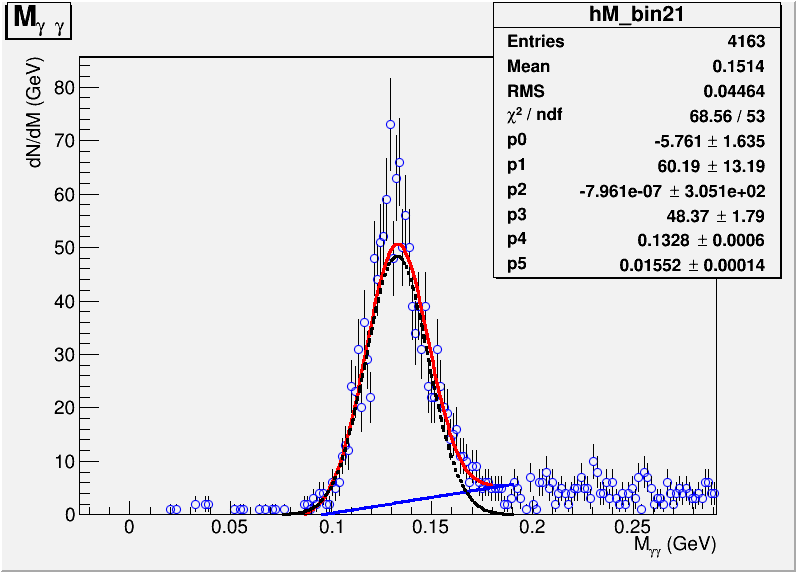 M γ γ
hM_bin21
Entries 4163
Mean 0.1514
RMS 0.04464
χ² / ndf 68.56 / 53
p0 -5.761 ± 1.635
p1 60.19 ± 13.19
p2 -7.961e-07 ± 3.051e+02
p3 48.37 ± 1.79
p4 0.1328 ± 0.0006
p5 0.01552 ± 0.00014
dN/dM (GeV)
80
70
60
50
40
30
20
10
0
0 0.05 0.1 0.15 0.2 0.25
Mγγ (GeV)